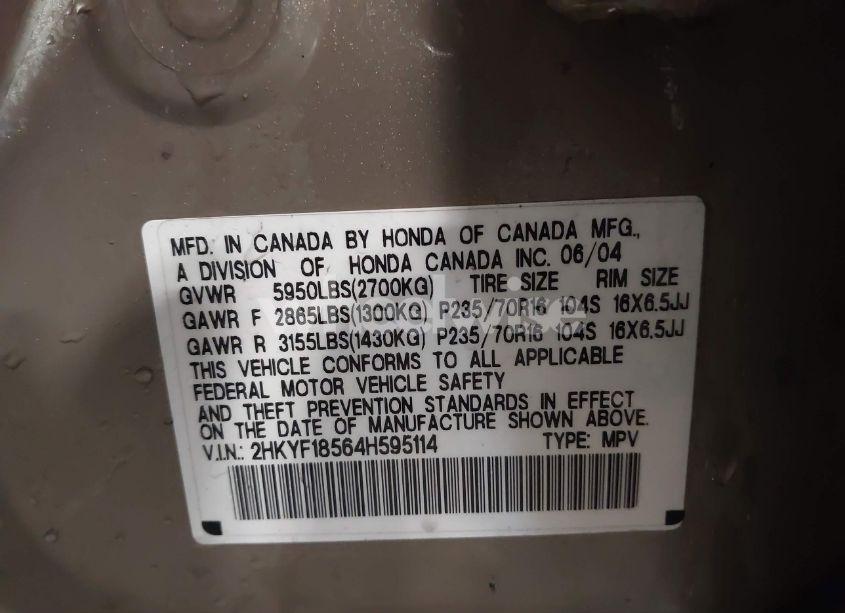 MFD. IN CANADA BY HONDA OF CANADA MFG.,
A DIVISION OF HONDA CANADA INC. 06/04
GVWR 5950LBS(2700KG) TIRE SIZE RIM SIZE
GAWR F 2865LBS(1300KG) P235/70R16 104S 16X6.5JJ
GAWR R 3155LBS(1430KG) P235/70R16 104S 16X6.5JJ
THIS VEHICLE CONFORMS TO ALL APPLICABLE
FEDERAL MOTOR VEHICLE SAFETY
AND THEFT PREVENTION STANDARDS IN EFFECT
ON THE DATE OF MANUFACTURE SHOWN ABOVE.
V.I.N.: 2HKYF18564H595114 TYPE: MPV